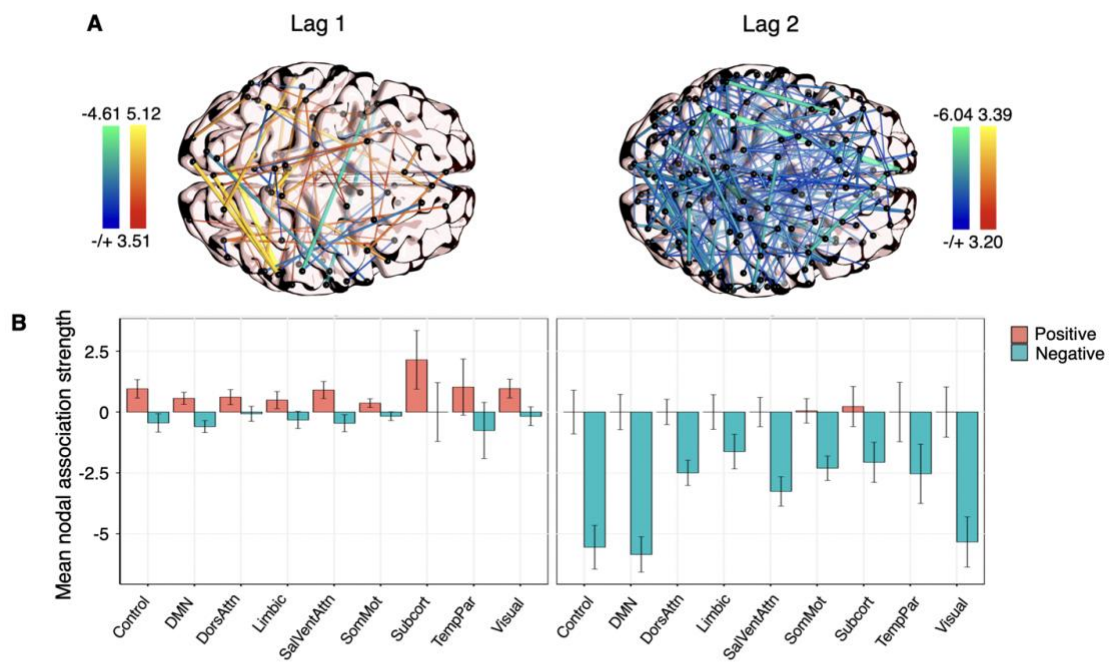 A
Lag 1
Lag 2
-4.61 5.12
-/+ 3.51
-6.04 3.39
-/+ 3.20
B
Mean nodal association strength
2.5
0
-2.5
-5
Positive
Negative
Control
DMN
DorsAttn
Limbic
SalVentAttn
SomMot
Subort
TempPar
Visual
Control
DMN
DorsAttn
Limbic
SalVentAttn
SomMot
Subort
TempPar
Visual